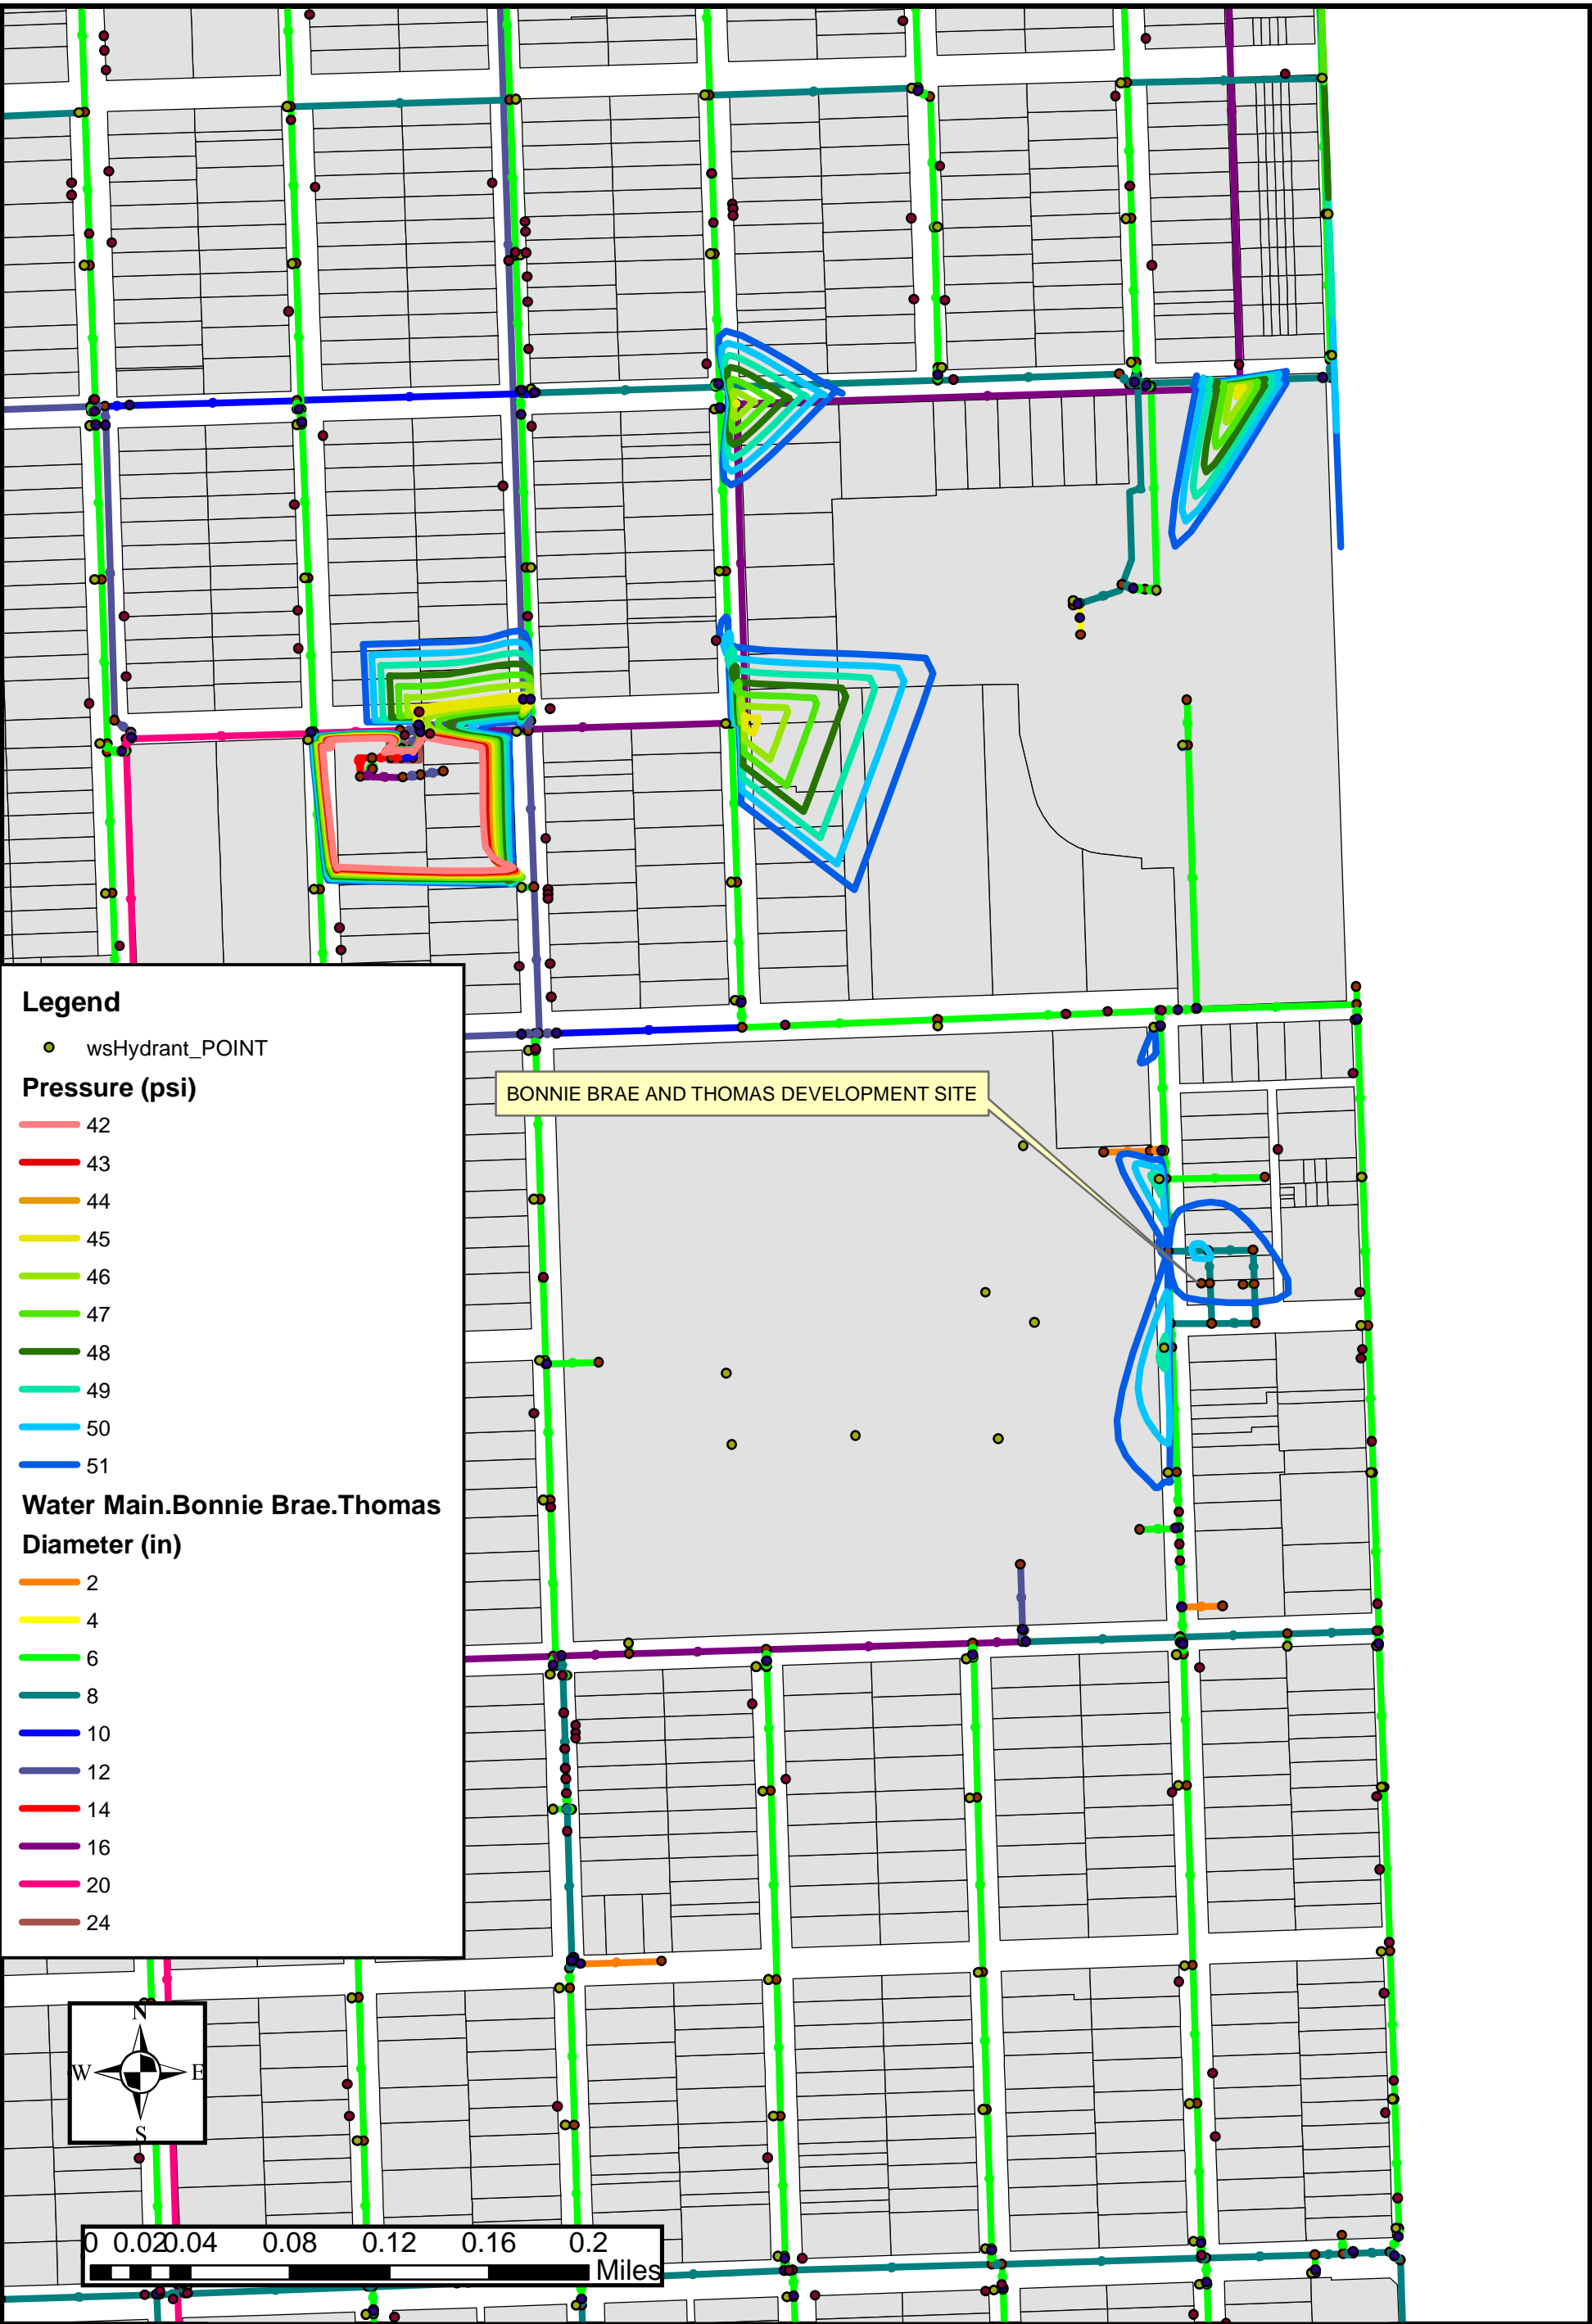 Legend
wsHydrant_POINT
Pressure (psi)
42
43
44
45
46
47
48
49
50
51
Water Main.Bonnie Brae.Thomas
Diameter (in)
2
4
6
8
10
12
14
16
20
24
BONNIE BRAE AND THOMAS DEVELOPMENT SITE
N
W E
S
0 0.02 0.04 0.08 0.12 0.16 0.2
Miles